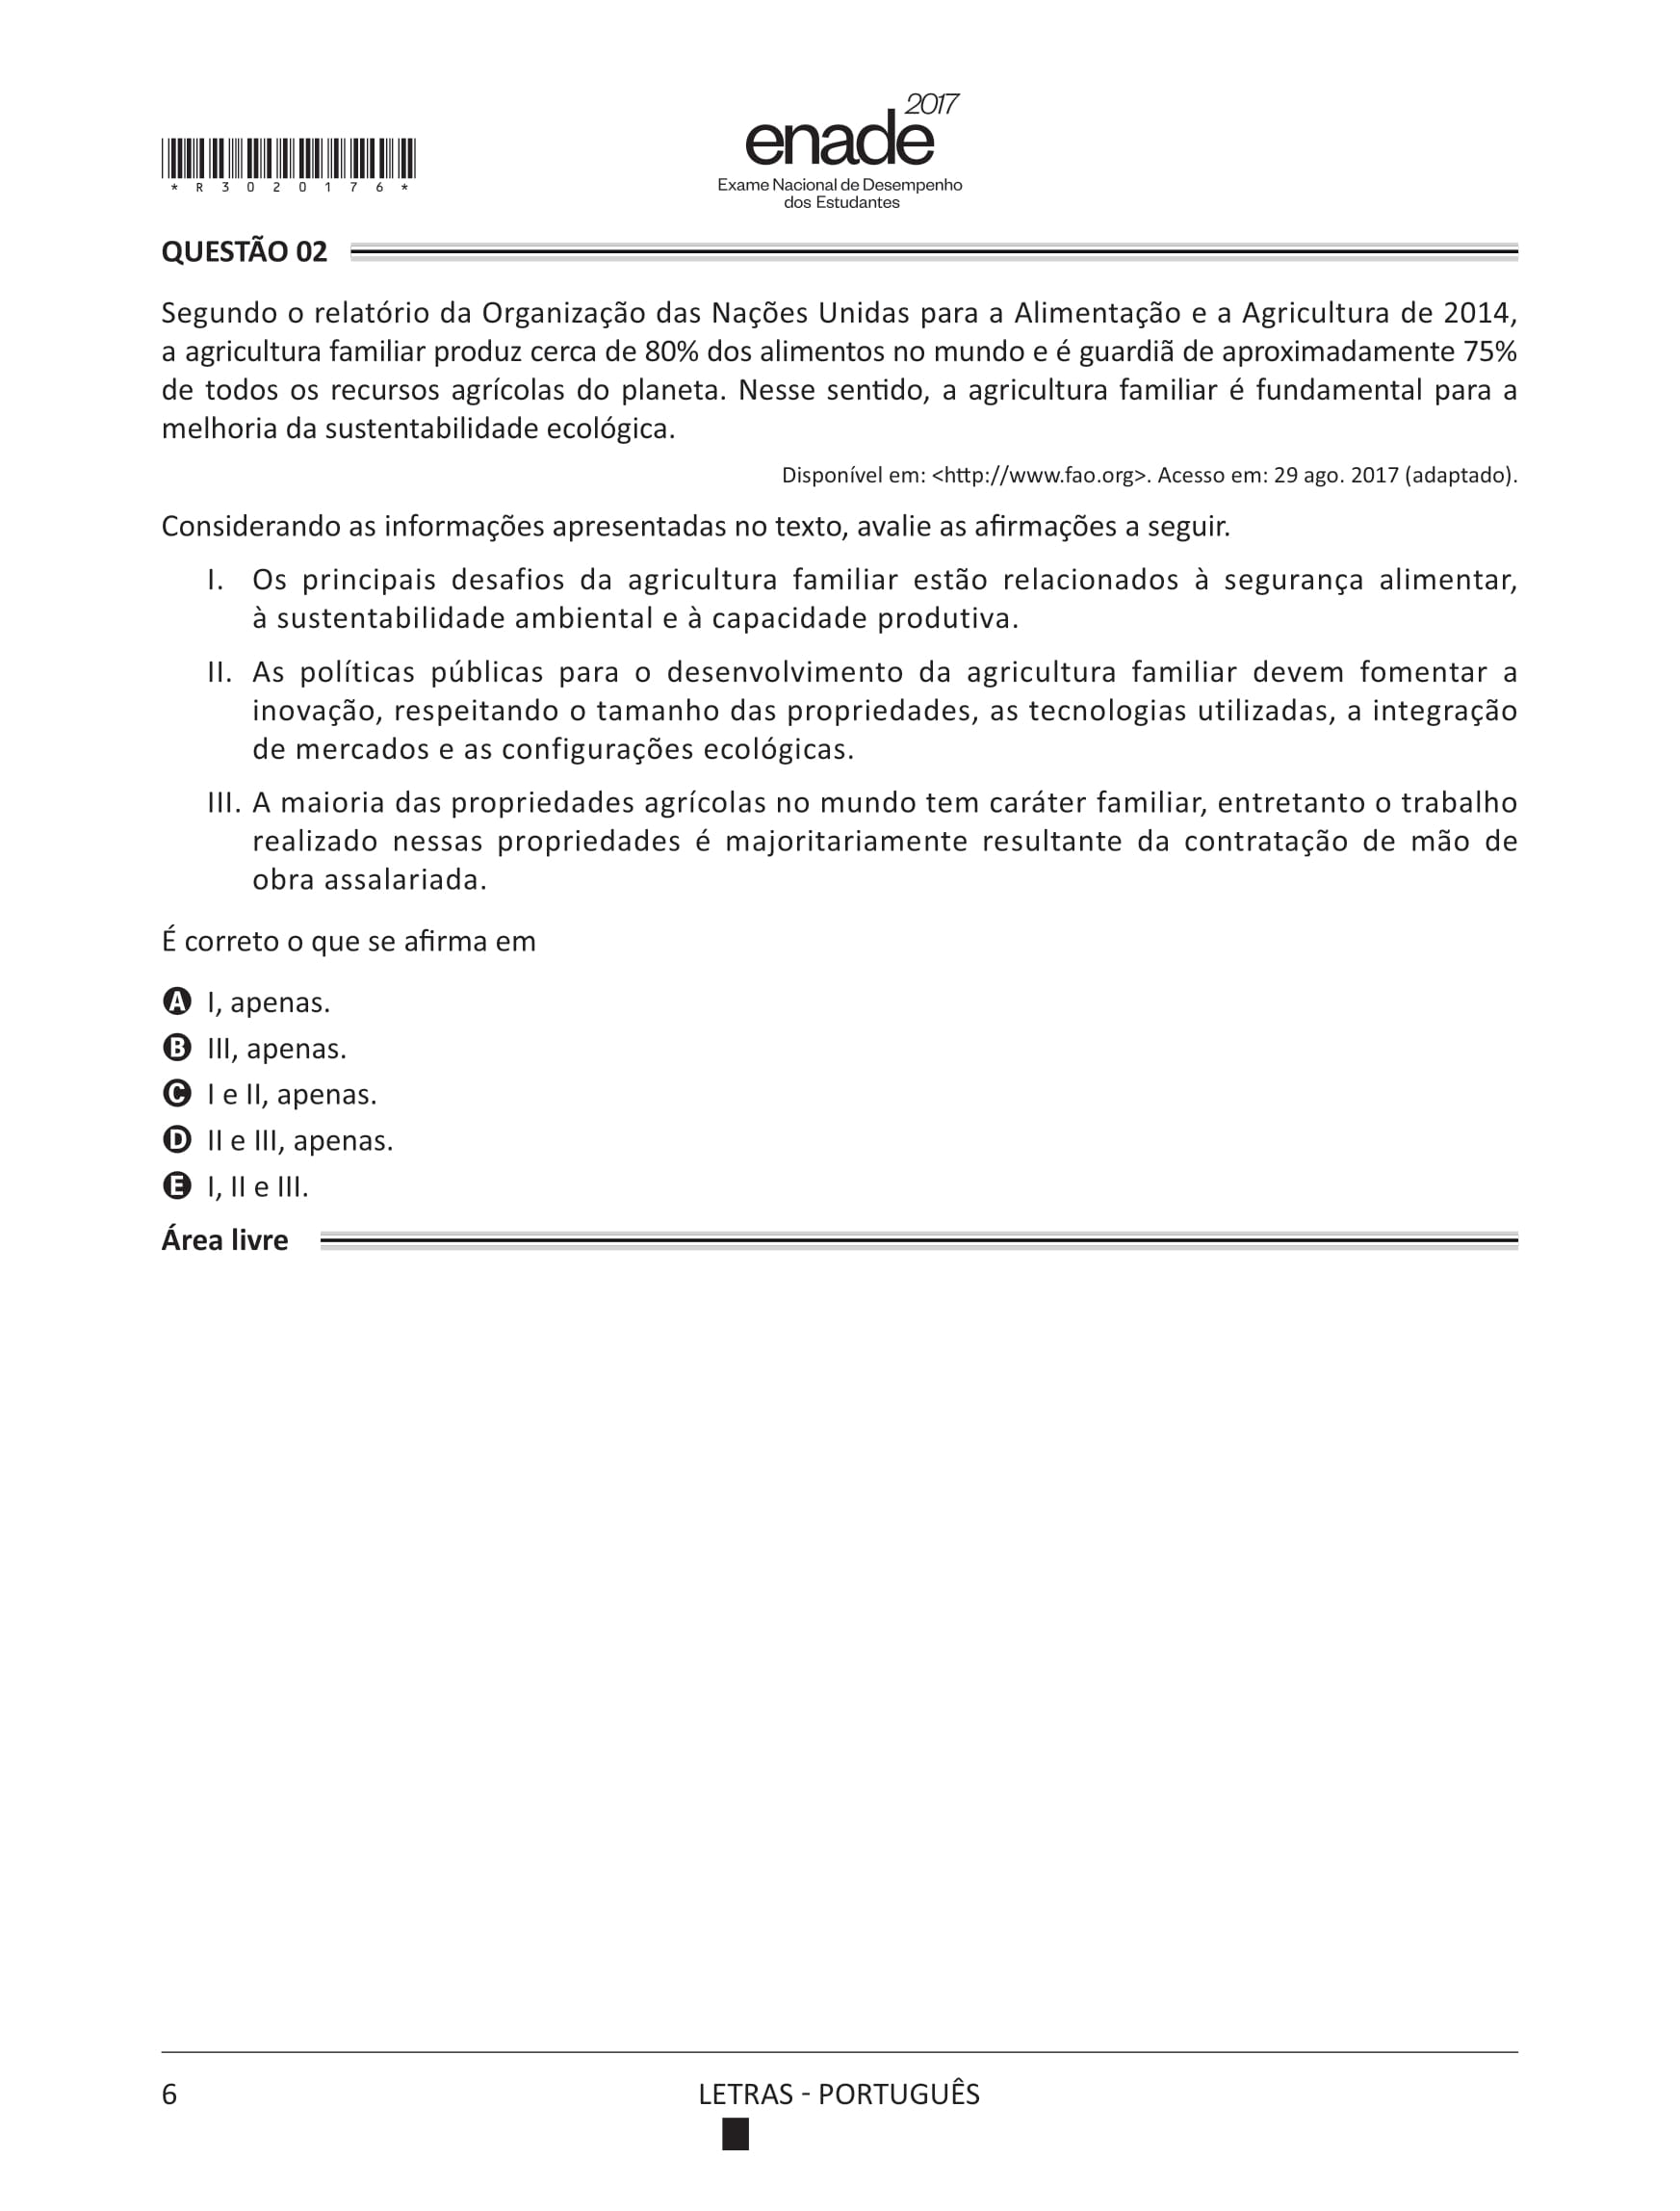 *R3020176*
enade 2017
Exame Nacional de Desempenho
dos Estudantes
QUESTÃO 02
Segundo o relatório da Organização das Nações Unidas para a Alimentação e a Agricultura de 2014,
a agricultura familiar produz cerca de 80% dos alimentos no mundo e é guardiã de aproximadamente 75%
de todos os recursos agrícolas do planeta. Nesse sentido, a agricultura familiar é fundamental para a
melhoria da sustentabilidade ecológica.
Disponível em: <http://www.fao.org>. Acesso em: 29 ago. 2017 (adaptado).
Considerando as informações apresentadas no texto, avalie as afirmações a seguir.
I. Os principais desafios da agricultura familiar estão relacionados à segurança alimentar,
à sustentabilidade ambiental e à capacidade produtiva.
II. As políticas públicas para o desenvolvimento da agricultura familiar devem fomentar a
inovação, respeitando o tamanho das propriedades, as tecnologias utilizadas, a integração
de mercados e as configurações ecológicas.
III. A maioria das propriedades agrícolas no mundo tem caráter familiar, entretanto o trabalho
realizado nessas propriedades é majoritariamente resultante da contratação de mão de
obra assalariada.
É correto o que se afirma em
A I, apenas.
B III, apenas.
C I e II, apenas.
D II e III, apenas.
E I, II e III.
Área livre
6
LETRAS - PORTUGUÊS